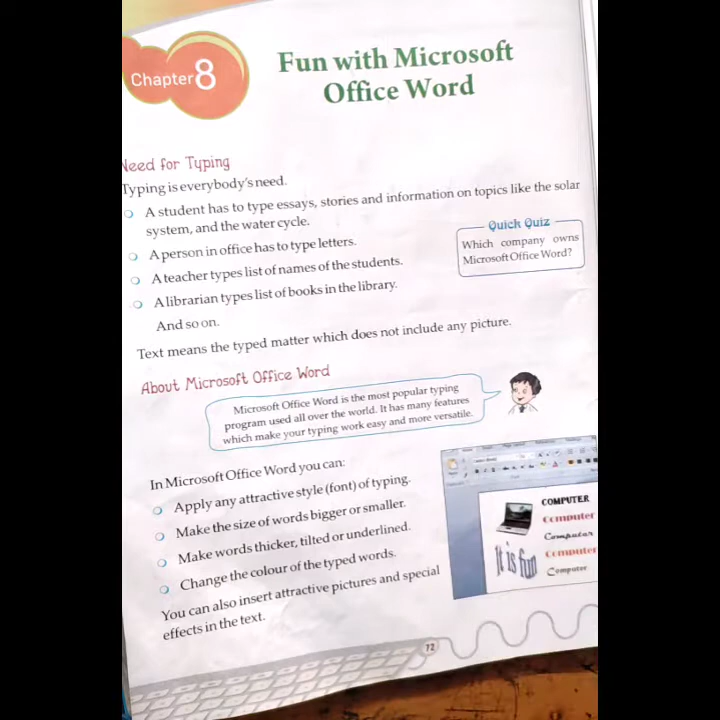 Chapter 8
Fun with Microsoft
Office Word
Need for Typing
Typing is everybody's need.
A student has to type essays, stories and information on topics like the solar
system, and the water cycle.
A person in office has to type letters.
A teacher types list of names of the students.
A librarian types list of books in the library.
And so on.
Quick Quiz
Which company owns
Microsoft Office Word?
Text means the typed matter which does not include any picture.
About Microsoft Office Word
Microsoft Office Word is the most popular typing
program used all over the world. It has many features
which make your typing work easy and more versatile.
In Microsoft Office Word you can:
Apply any attractive style (font) of typing.
Make the size of words bigger or smaller.
Make words thicker, tilted or underlined.
Change the colour of the typed words.
You can also insert attractive pictures and special
effects in the text.
COMPUTER
Computer
Computer
Computer
Computer
It is fun
72